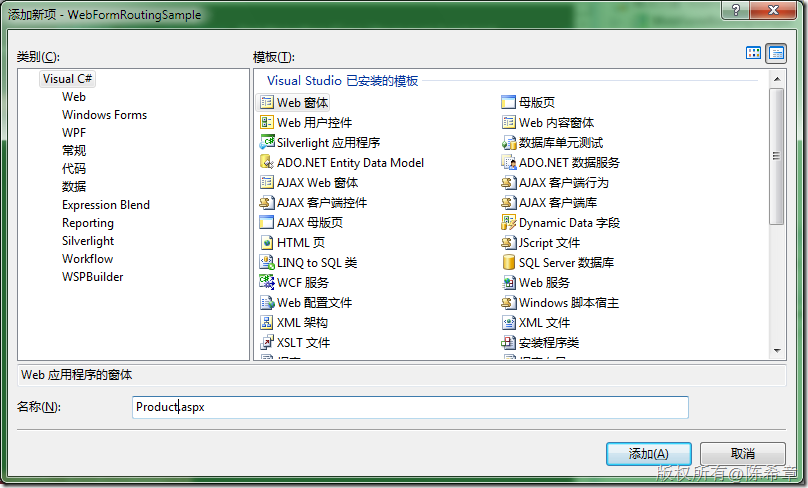 添加新项 - WebFormRoutingSample
类别(C):
模板(T):
Visual C#
Web
Windows Forms
WPF
常规
代码
数据
Expression Blend
Reporting
Silverlight
Workflow
WSPBuilder
Visual Studio 已安装的模板
Web 窗体
母版页
Web 用户控件
Web 内容窗体
Silverlight 应用程序
数据库单元测试
ADO.NET Entity Data Model
ADO.NET 数据服务
AJAX Web 窗体
AJAX 客户端行为
AJAX 客户端控件
AJAX 客户端库
AJAX 母版页
Dynamic Data 字段
HTML 页
JScript 文件
LINQ to SQL 类
SQL Server 数据库
WCF 服务
Web 服务
Web 配置文件
Windows 脚本宿主
XML 架构
XML 文件
XSLT 文件
安装程序类
Web 应用程序的窗体
名称(N):
Product.aspx
添加(A)
取消
版权所有@陈希章